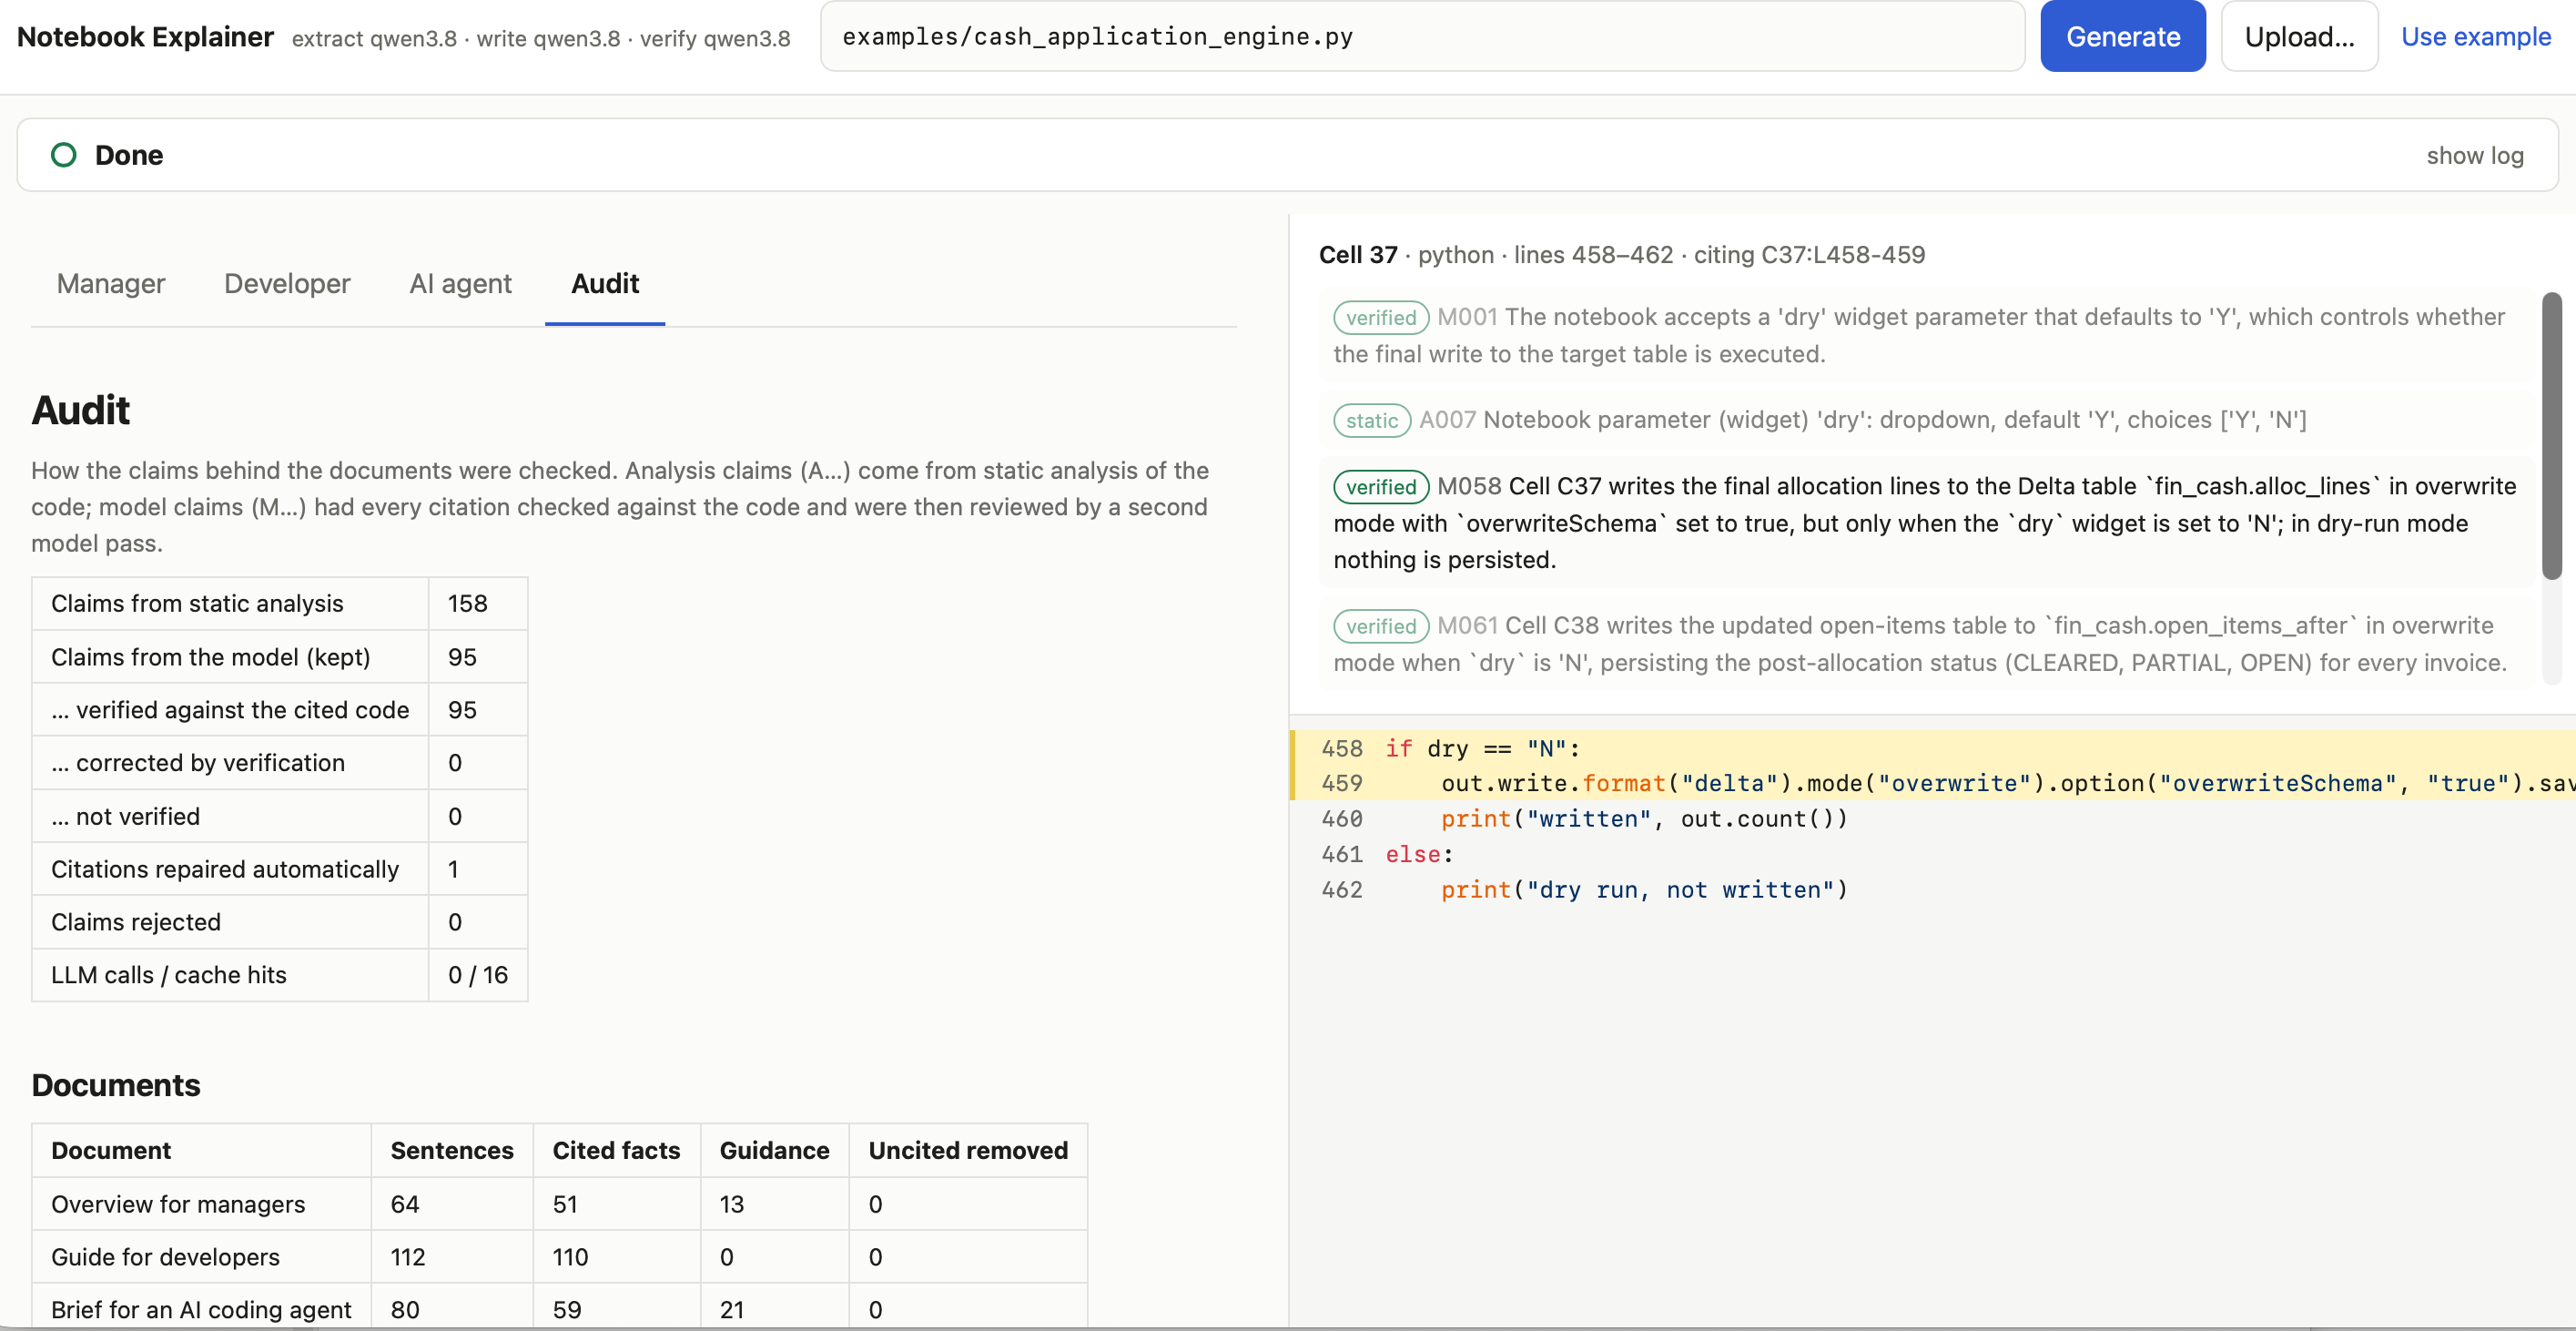 Notebook Explainer extract qwen3.8 · write qwen3.8 · verify qwen3.8 examples/cash_application_engine.py Generate Upload... Use example
Done show log
Manager Developer AI agent Audit
Audit
How the claims behind the documents were checked. Analysis claims (A...) come from static analysis of the
code; model claims (M...) had every citation checked against the code and were then reviewed by a second
model pass.
Claims from static analysis 158
Claims from the model (kept) 95
... verified against the cited code 95
... corrected by verification 0
... not verified 0
Citations repaired automatically 1
Claims rejected 0
LLM calls / cache hits 0 / 16
Documents
Document Sentences Cited facts Guidance Uncited removed
Overview for managers 64 51 13 0
Guide for developers 112 110 0 0
Brief for an AI coding agent 80 59 21 0
Cell 37 · python · lines 458–462 · citing C37:L458-459
verified M001 The notebook accepts a 'dry' widget parameter that defaults to 'Y', which controls whether
the final write to the target table is executed.
static A007 Notebook parameter (widget) 'dry': dropdown, default 'Y', choices ['Y', 'N']
verified M058 Cell C37 writes the final allocation lines to the Delta table `fin_cash.alloc_lines` in overwrite
mode with `overwriteSchema` set to true, but only when the `dry` widget is set to 'N'; in dry-run mode
nothing is persisted.
verified M061 Cell C38 writes the updated open-items table to `fin_cash.open_items_after` in overwrite
mode when `dry` is 'N', persisting the post-allocation status (CLEARED, PARTIAL, OPEN) for every invoice.
458 if dry == "N":
459 out.write.format("delta").mode("overwrite").option("overwriteSchema", "true").sav
460 print("written", out.count())
461 else:
462 print("dry run, not written")